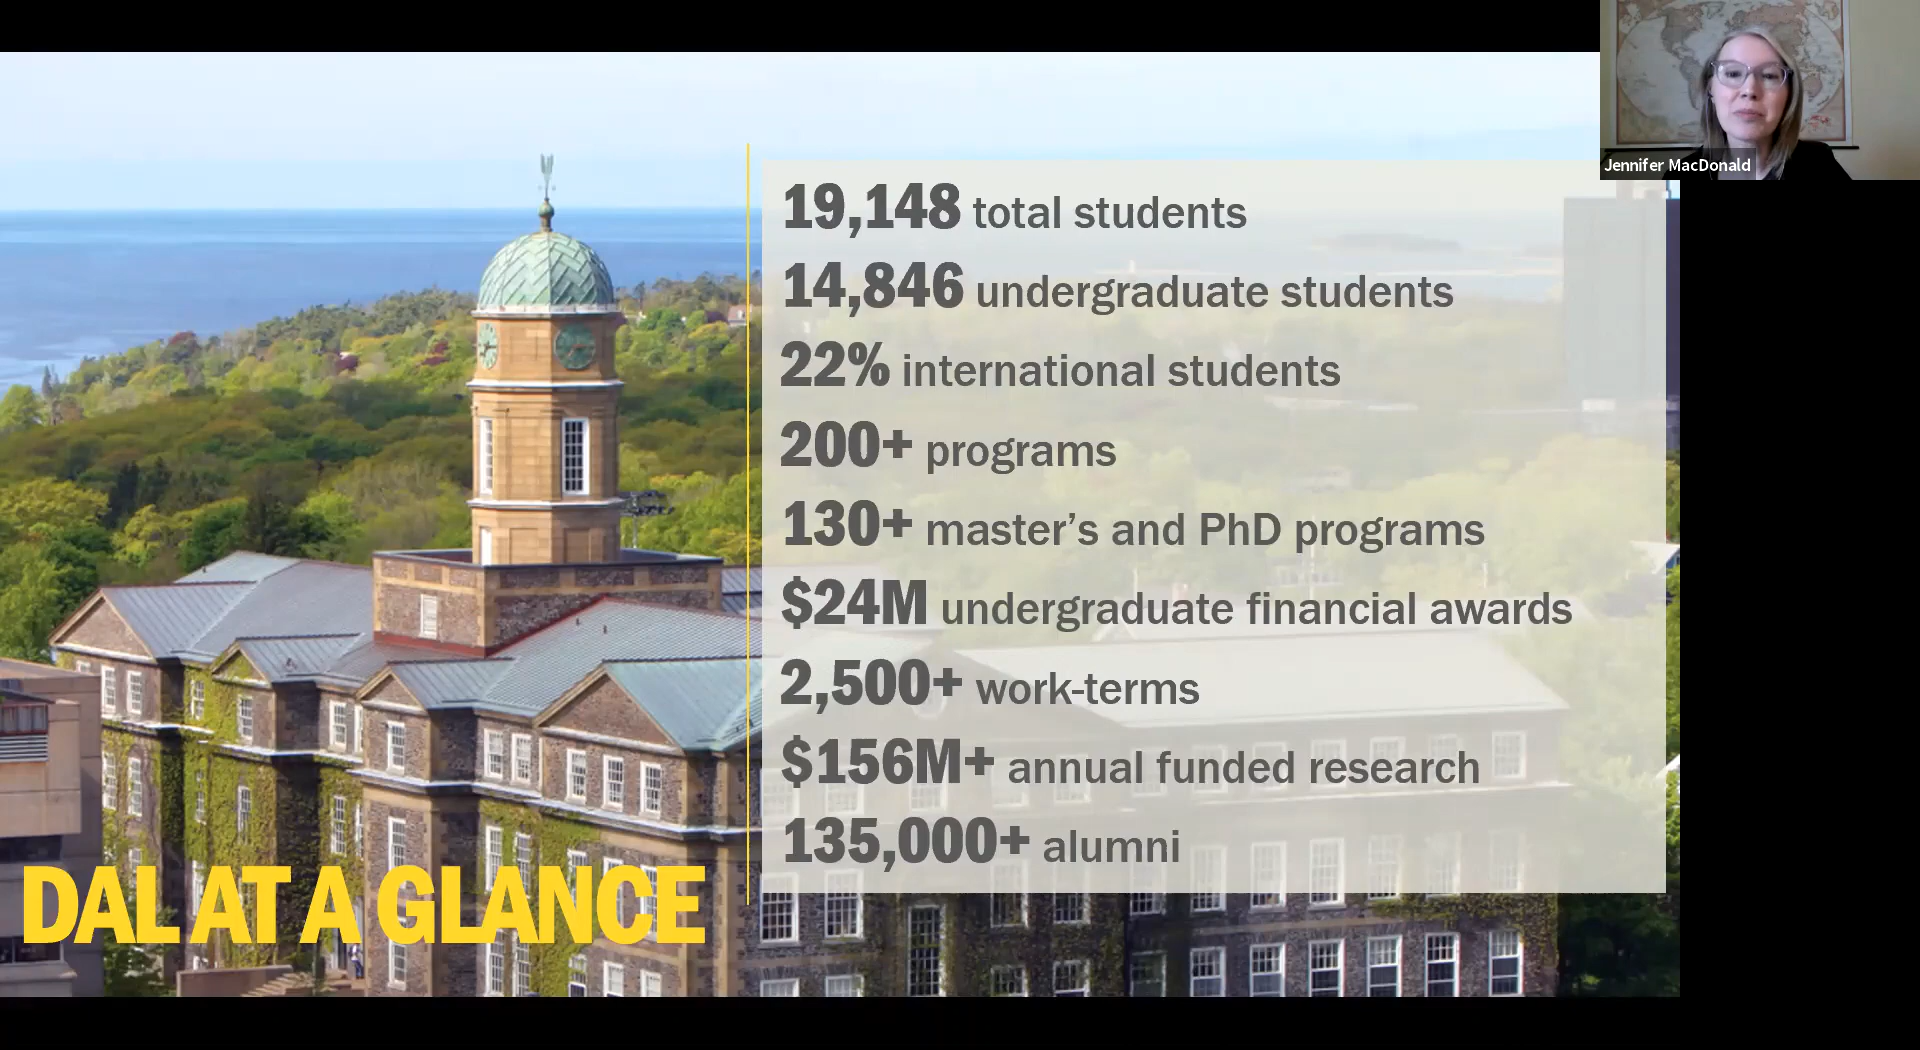 Jennifer MacDonald
19,148 total students
14,846 undergraduate students
22% international students
200+ programs
130+ master’s and PhD programs
$24M undergraduate financial awards
2,500+ work-terms
$156M+ annual funded research
135,000+ alumni
DAL AT A GLANCE